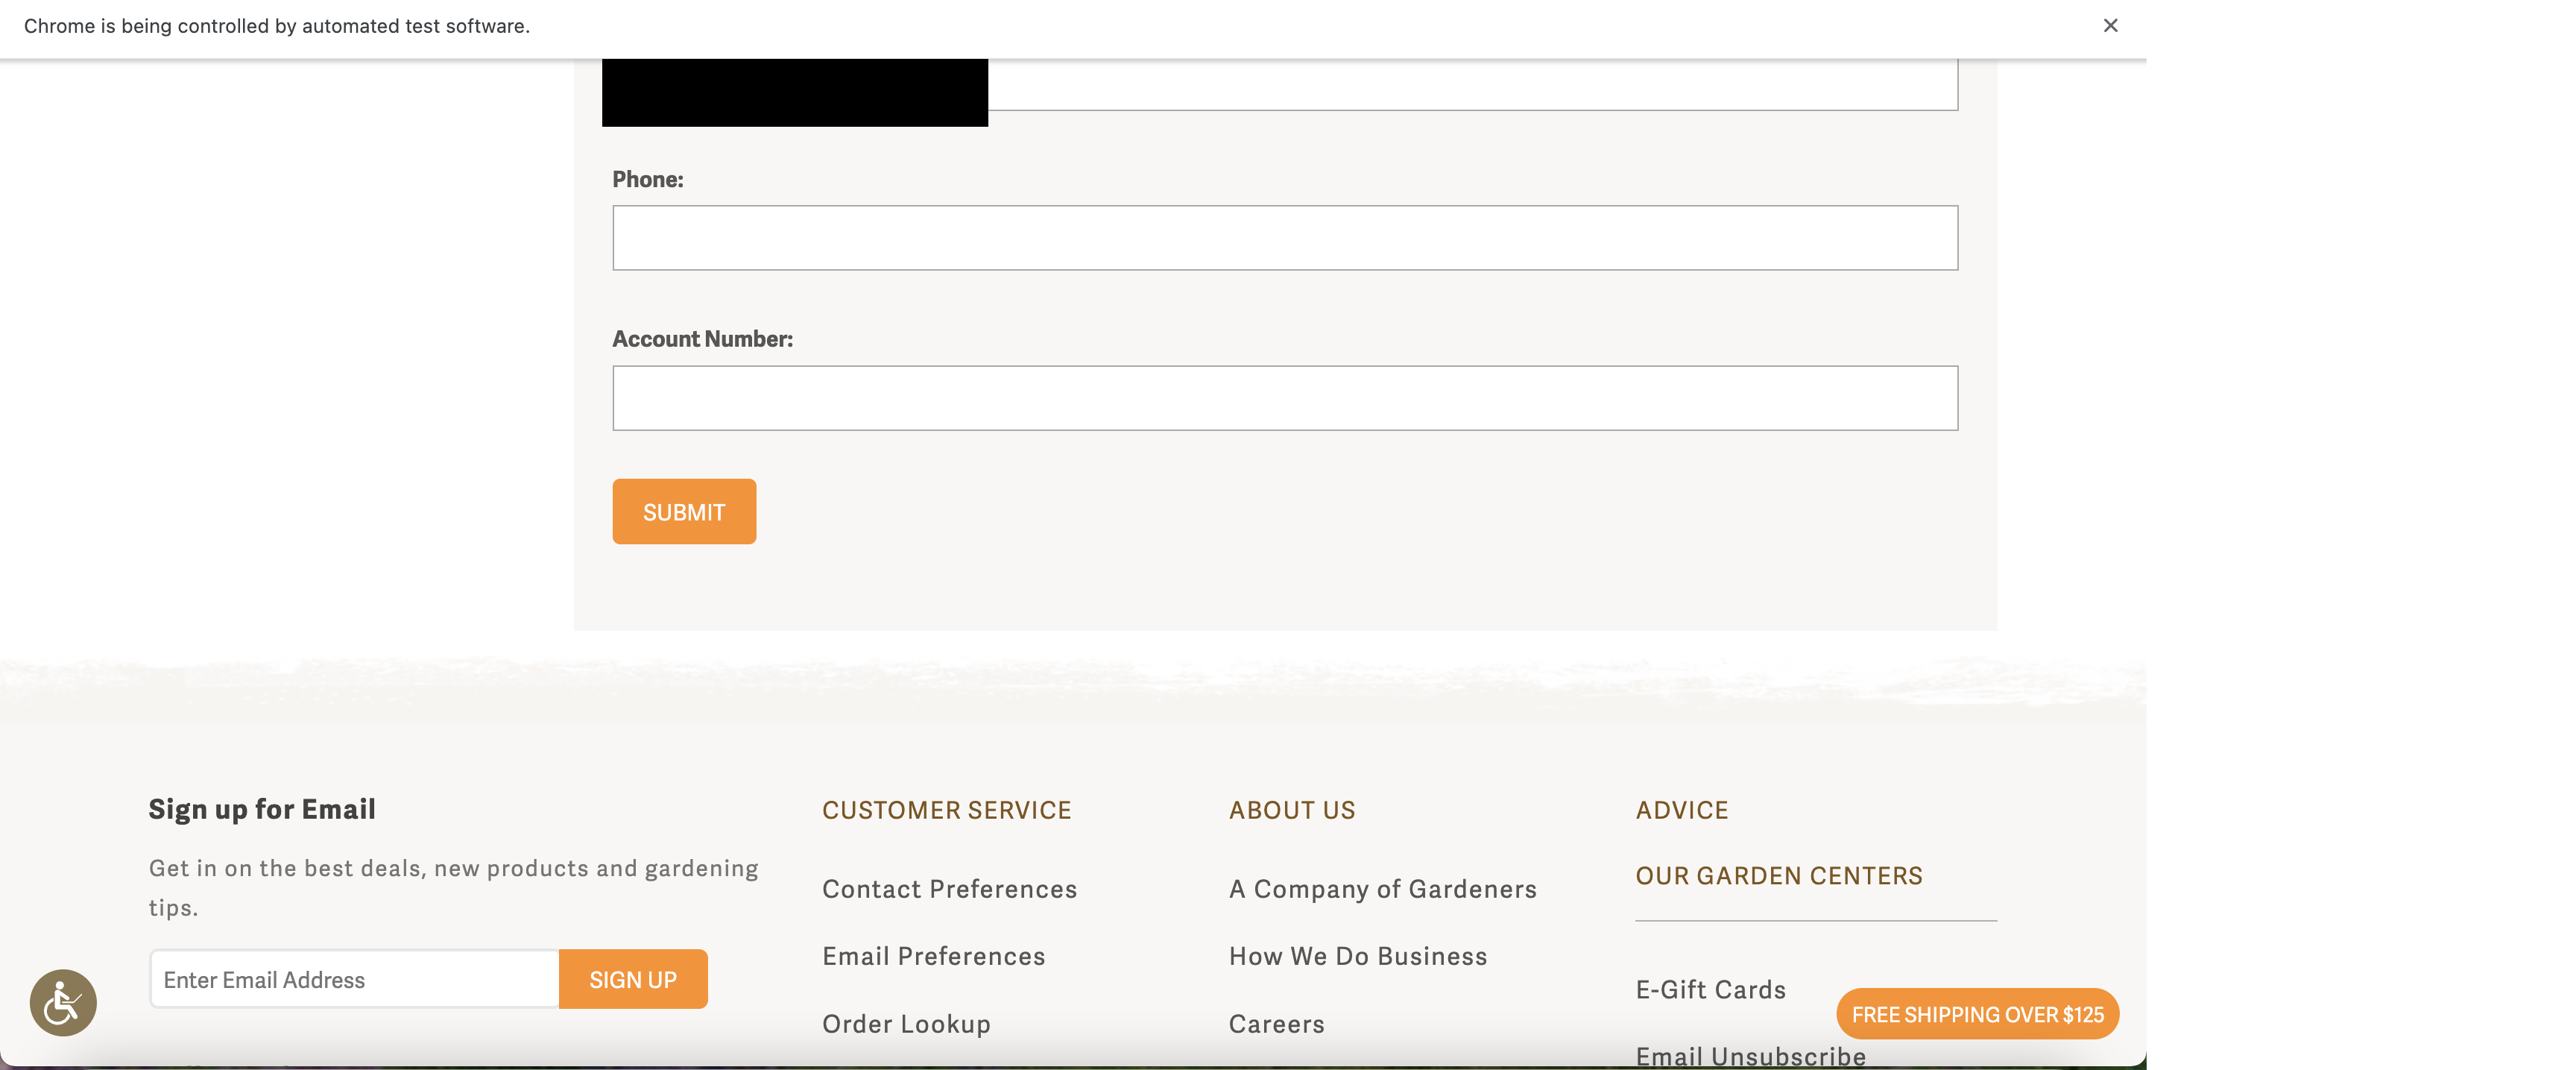 Chrome is being controlled by automated test software.
Phone:
Account Number:
SUBMIT
Sign up for Email
Get in on the best deals, new products and gardening
tips.
Enter Email Address
SIGN UP
CUSTOMER SERVICE
Contact Preferences
Email Preferences
Order Lookup
ABOUT US
A Company of Gardeners
How We Do Business
Careers
ADVICE
OUR GARDEN CENTERS
E-Gift Cards
Email Unsubscribe
FREE SHIPPING OVER $125